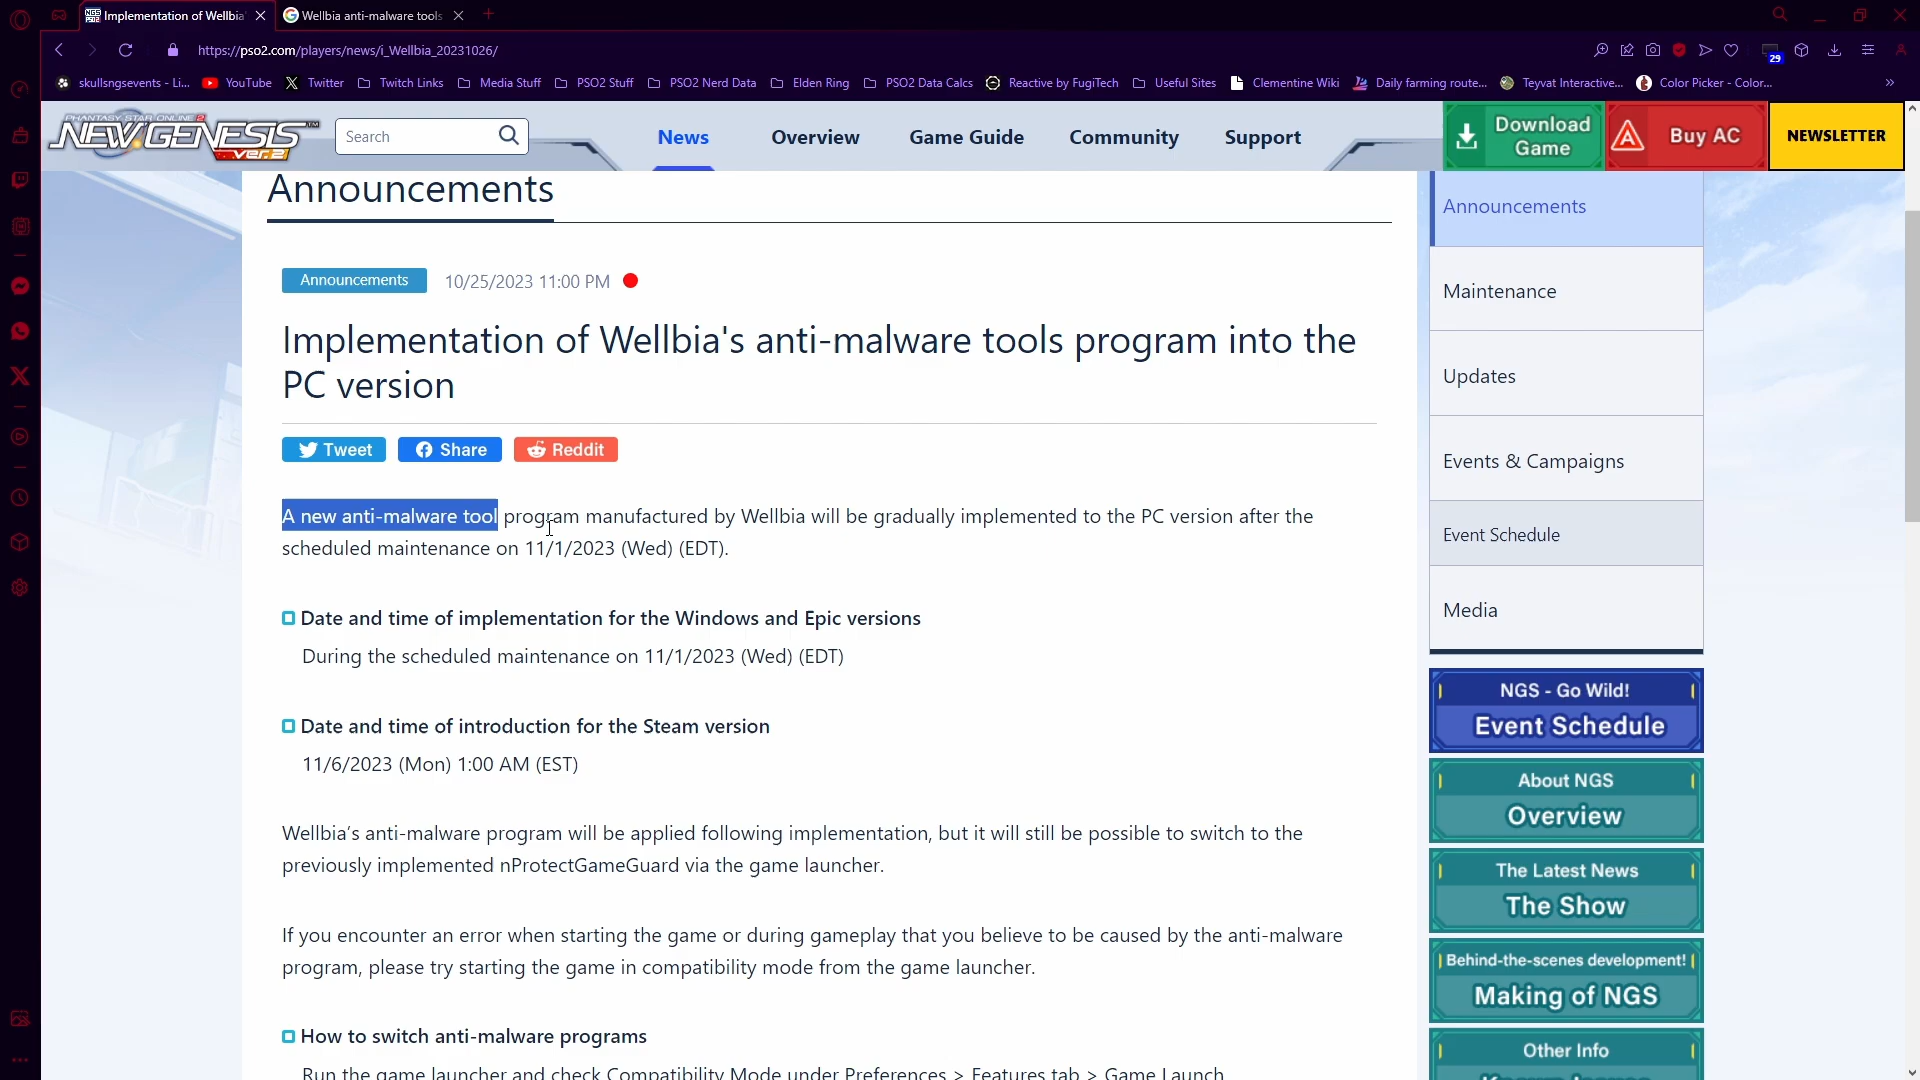 Implementation of Wellbia'
Wellbia anti-malware tools
https://pso2.com/players/news/i_Wellbia_20231026/
29
skullsngsevents - Li... YouTube Twitter Twitch Links Media Stuff PSO2 Stuff PSO2 Nerd Data Elden Ring PSO2 Data Calcs Reactive by FugiTech Useful Sites Clementine Wiki Daily farming route... Teyvat Interactive... Color Picker - Color... »
PHANTASY STAR ONLINE 2
NEW GENESIS™
ver.2
Search
News Overview Game Guide Community Support
Download
Game
Buy AC
NEWSLETTER
Announcements
Announcements 10/25/2023 11:00 PM
Implementation of Wellbia's anti-malware tools program into the
PC version
Tweet Share Reddit
A new anti-malware tool program manufactured by Wellbia will be gradually implemented to the PC version after the
scheduled maintenance on 11/1/2023 (Wed) (EDT).
Date and time of implementation for the Windows and Epic versions
During the scheduled maintenance on 11/1/2023 (Wed) (EDT)
Date and time of introduction for the Steam version
11/6/2023 (Mon) 1:00 AM (EST)
Wellbia's anti-malware program will be applied following implementation, but it will still be possible to switch to the
previously implemented nProtectGameGuard via the game launcher.
If you encounter an error when starting the game or during gameplay that you believe to be caused by the anti-malware
program, please try starting the game in compatibility mode from the game launcher.
How to switch anti-malware programs
Run the game launcher and check Compatibility Mode under Preferences > Features tab > Game Launch
Announcements
Maintenance
Updates
Events & Campaigns
Event Schedule
Media
NGS - Go Wild!
Event Schedule
About NGS
Overview
The Latest News
The Show
Behind-the-scenes development!
Making of NGS
Other Info